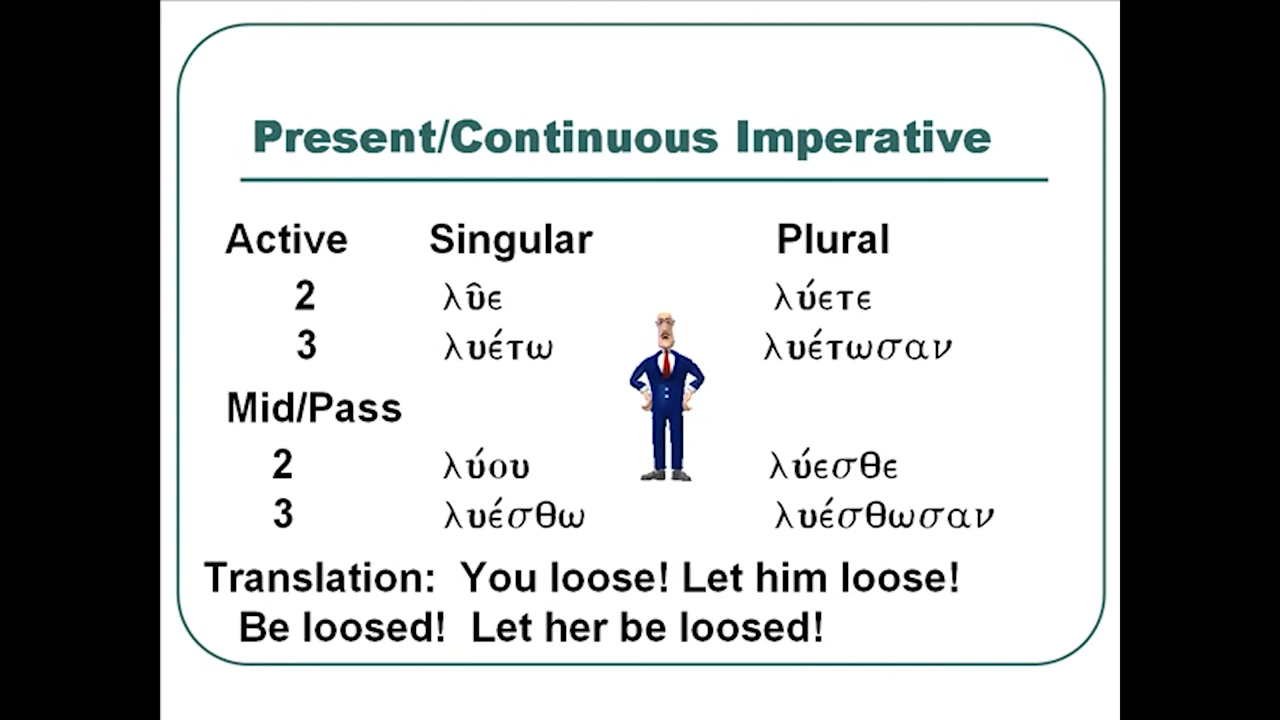 Present/Continuous Imperative
Active Singular Plural
2 λῦε λύετε
3 λυέτω λυέτωσαν
Mid/Pass
2 λύου λύεσθε
3 λυέσθω λυέσθωσαν
Translation: You loose! Let him loose!
Be loosed! Let her be loosed!